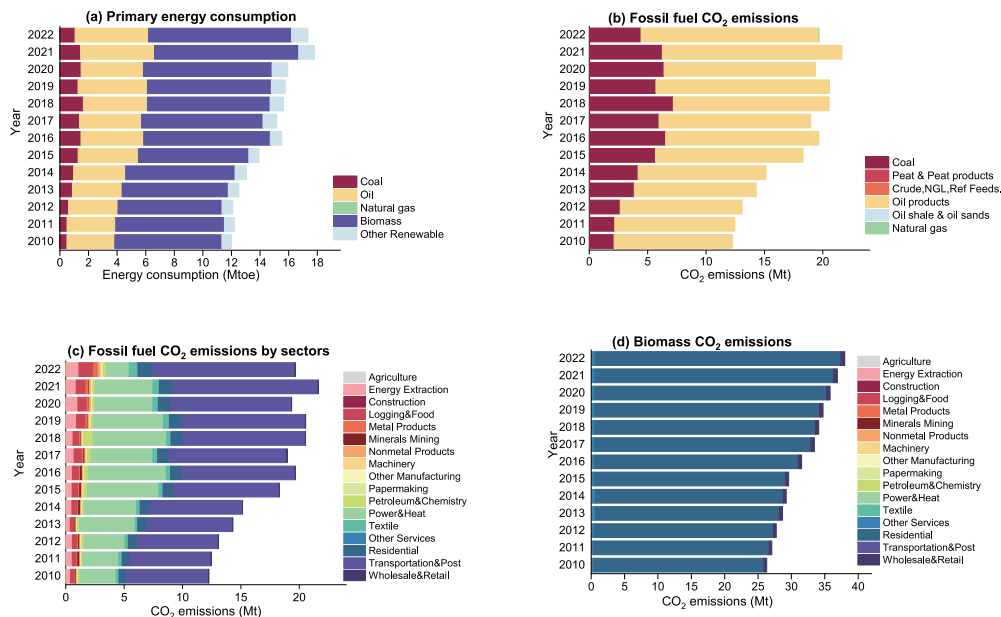 (a) Primary energy consumption
Year
2022
2021
2020
2019
2018
2017
2016
2015
2014
2013
2012
2011
2010
Coal
Oil
Natural gas
Biomass
Other Renewable
0 2 4 6 8 10 12 14 16 18
Energy consumption (Mtoe)
(b) Fossil fuel CO₂ emissions
Year
2022
2021
2020
2019
2018
2017
2016
2015
2014
2013
2012
2011
2010
Coal
Peat & Peat products
Crude,NGL,Ref Feeds.
Oil products
Oil shale & oil sands
Natural gas
0 5 10 15 20
CO₂ emissions (Mt)
(c) Fossil fuel CO₂ emissions by sectors
Year
2022
2021
2020
2019
2018
2017
2016
2015
2014
2013
2012
2011
2010
Agriculture
Energy Extraction
Construction
Logging&Food
Metal Products
Minerals Mining
Nonmetal Products
Machinery
Other Manufacturing
Papermaking
Petroleum&Chemistry
Power&Heat
Textile
Other Services
Residential
Transportation&Post
Wholesale&Retail
0 5 10 15 20
CO₂ emissions (Mt)
(d) Biomass CO₂ emissions
Year
2022
2021
2020
2019
2018
2017
2016
2015
2014
2013
2012
2011
2010
Agriculture
Energy Extraction
Construction
Logging&Food
Metal Products
Minerals Mining
Nonmetal Products
Machinery
Other Manufacturing
Papermaking
Petroleum&Chemistry
Power&Heat
Textile
Other Services
Residential
Transportation&Post
Wholesale&Retail
0 5 10 15 20 25 30 35 40
CO₂ emissions (Mt)